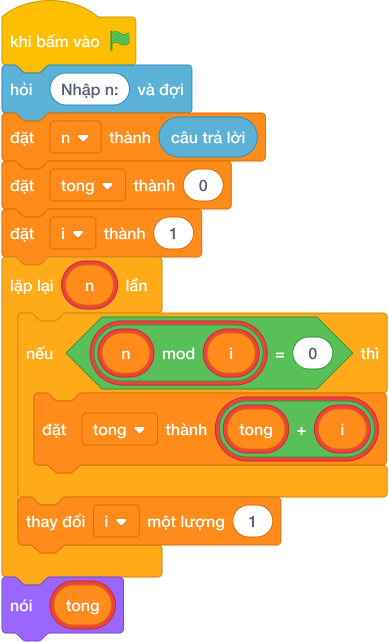 khi bấm vào
hỏi Nhập n: và đợi
đặt n thành câu trả lời
đặt tong thành 0
đặt i thành 1
lặp lại n lần
nếu n mod i = 0 thì
đặt tong thành tong + i
thay đổi i một lượng 1
nói tong